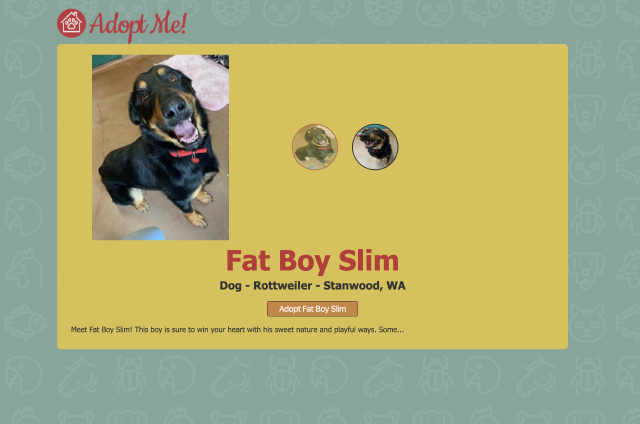 Adopt Me!
Fat Boy Slim
Dog - Rottweiler - Stanwood, WA
Adopt Fat Boy Slim
Meet Fat Boy Slim! This boy is sure to win your heart with his sweet nature and playful ways. Some...